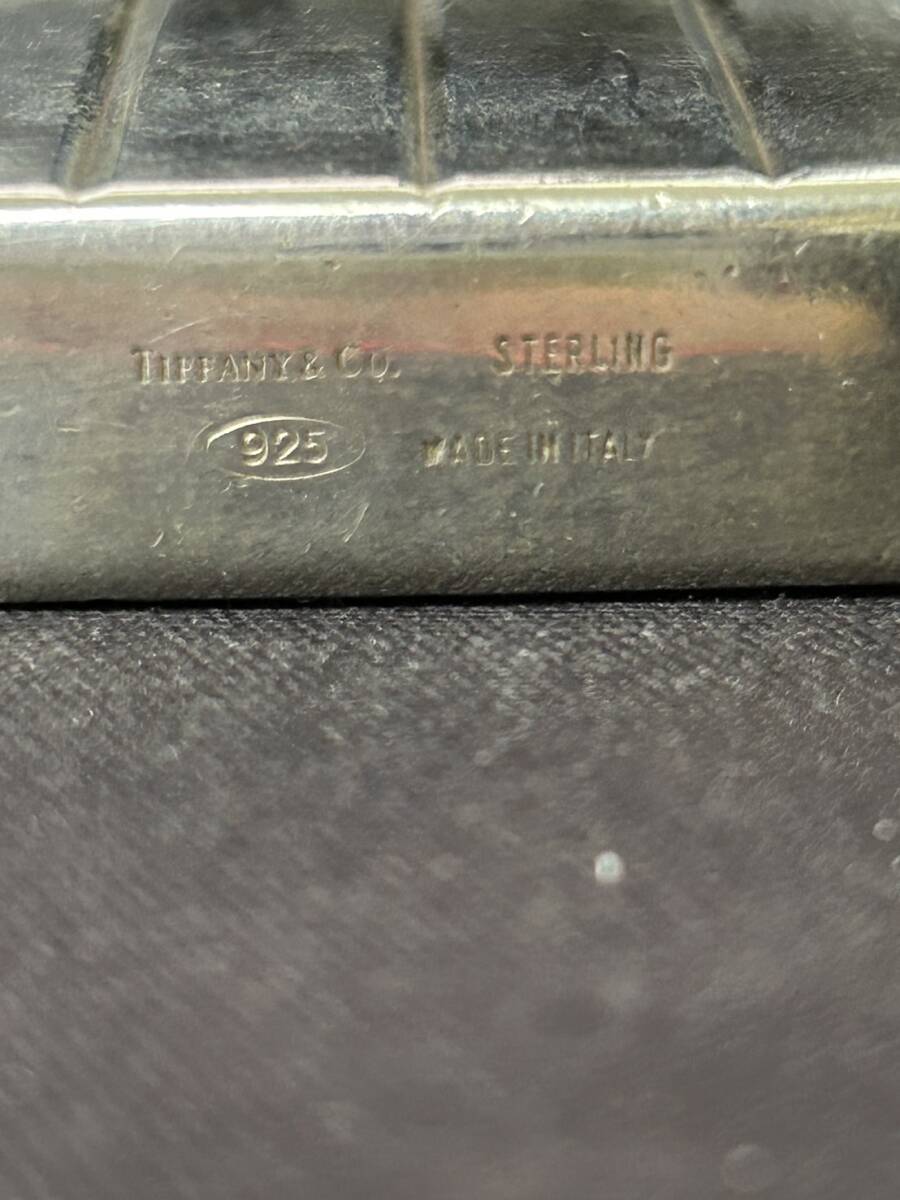 TIFFANY & CO. STERLING
925 MADE IN ITALY